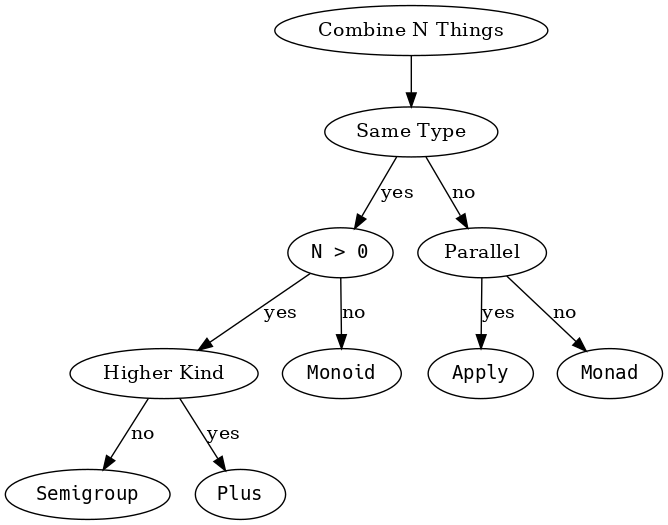 Combine N Things
Same Type
yes
no
N > 0
Parallel
yes
no
yes
no
Higher Kind
Monoid
Apply
Monad
no
yes
Semigroup
Plus